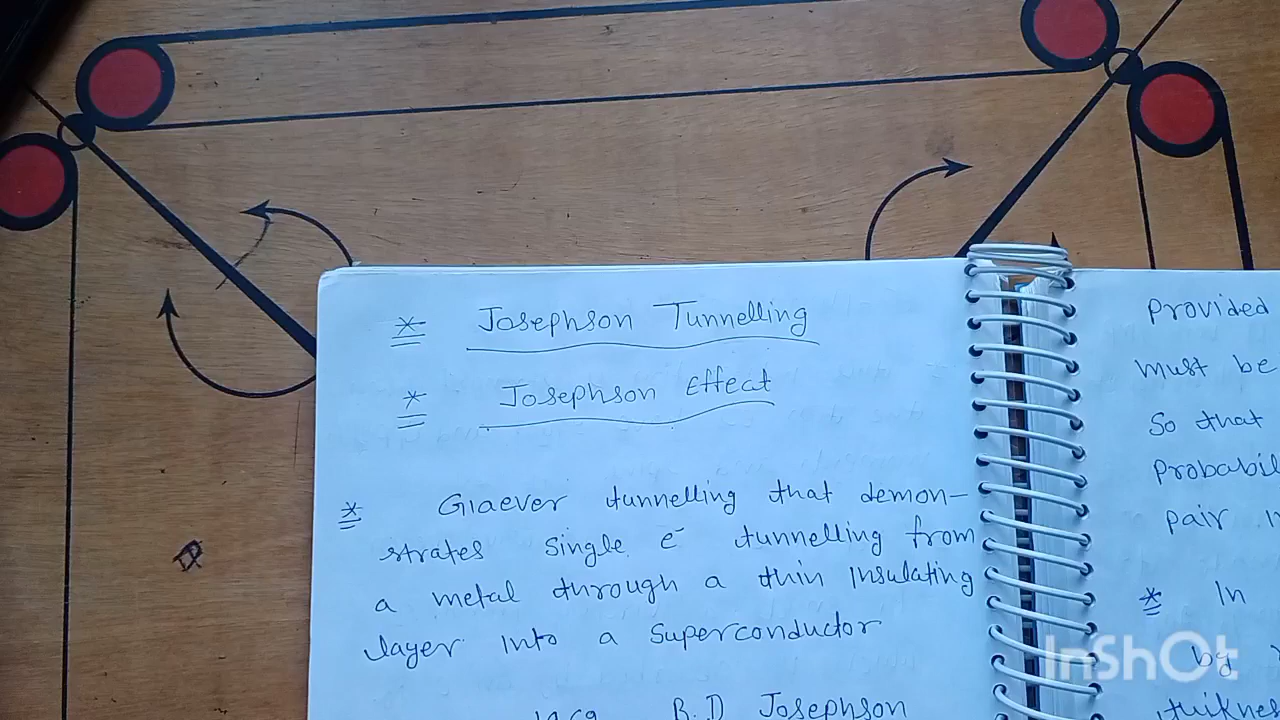 * Josephson Tunnelling
* Josephson Effect
* Giaever tunnelling that demon-
strates single e⁻ tunnelling from
a metal through a thin insulating
layer into a superconductor
B.D Josephson
Provided
must be
So that
Probabil
pair
* In
by
InShOt